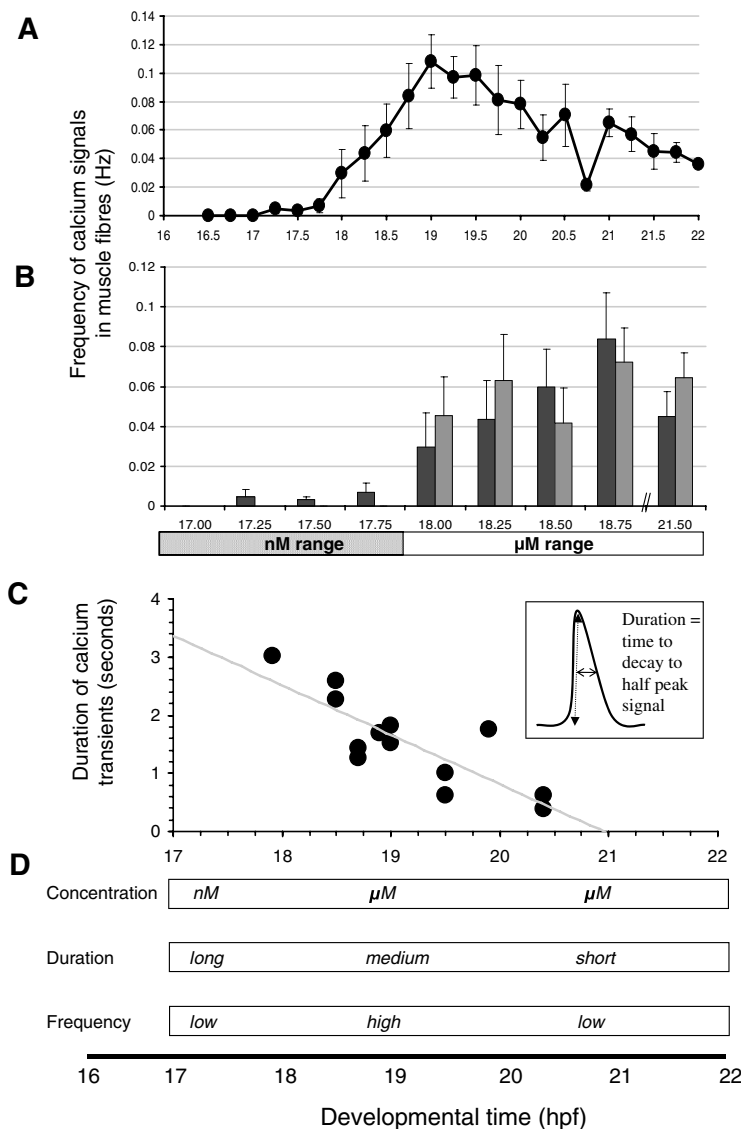 A
Frequency of calcium signals
in muscle fibres (Hz)
0.14
0.12
0.1
0.08
0.06
0.04
0.02
0
16 16.5 17 17.5 18 18.5 19 19.5 20 20.5 21 21.5 22
B
0.12
0.1
0.08
0.06
0.04
0.02
0
17.00 17.25 17.50 17.75 18.00 18.25 18.50 18.75 // 21.50
nM range µM range
C
Duration of calcium
transients (seconds)
4
3
2
1
0
17 18 19 20 21 22
Duration =
time to
decay to
half peak
signal
D
Concentration nM µM µM
Duration long medium short
Frequency low high low
16 17 18 19 20 21 22
Developmental time (hpf)